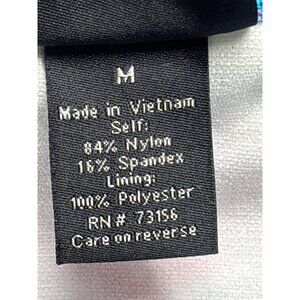 M
Made in Vietnam
Self:
84% Nylon
16% Spandex
Lining:
100% Polyester
RN# 73156
Care on reverse